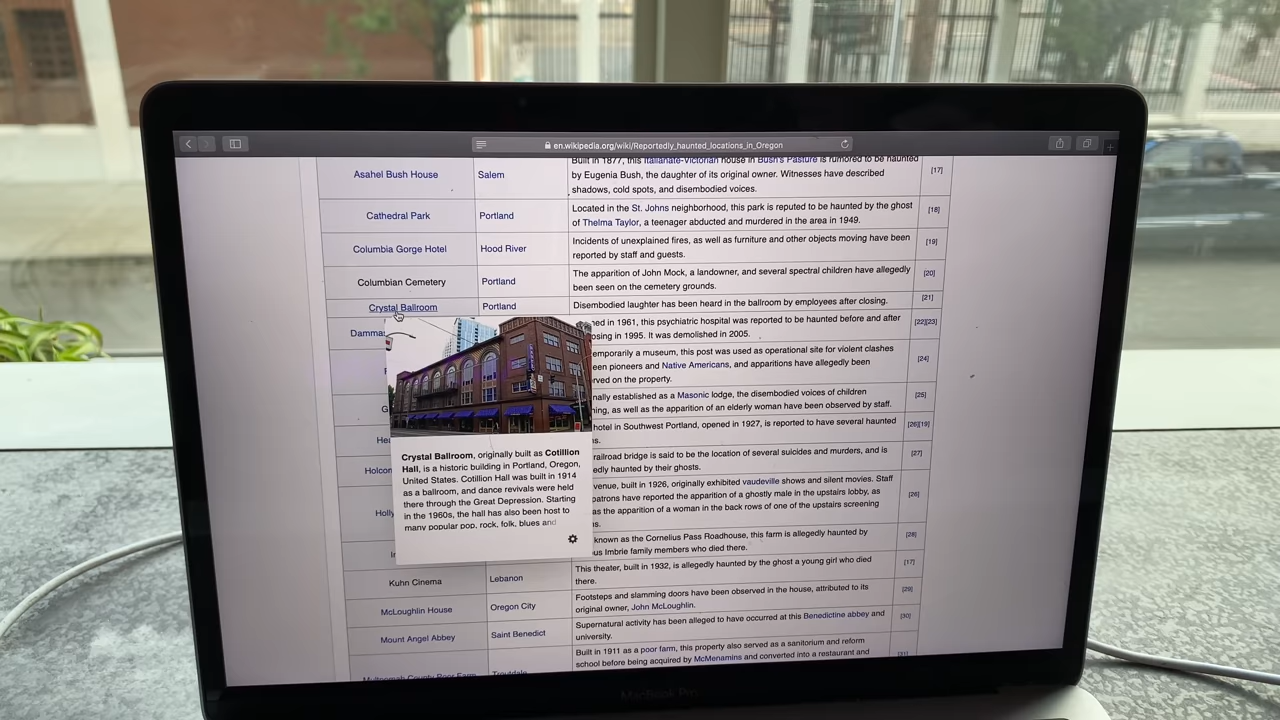 en.wikipedia.org/wiki/Reportedly_haunted_locations_in_Oregon
Built in 1877, this Italianate-Victorian house in Bush's Pasture is rumored to be haunted
Asahel Bush House Salem by Eugenia Bush, the daughter of its original owner. Witnesses have described [17]
shadows, cold spots, and disembodied voices.
Located in the St. Johns neighborhood, this park is reputed to be haunted by the ghost
Cathedral Park Portland [18]
of Thelma Taylor, a teenager abducted and murdered in the area in 1949.
Incidents of unexplained fires, as well as furniture and other objects moving have been
Columbia Gorge Hotel Hood River [19]
reported by staff and guests.
The apparition of John Mock, a landowner, and several spectral children have allegedly
Columbian Cemetery Portland [20]
been seen on the cemetery grounds.
Crystal Ballroom Portland Disembodied laughter has been heard in the ballroom by employees after closing. [21]
ned in 1961, this psychiatric hospital was reported to be haunted before and after
Dammas [22][23]
osing in 1995. It was demolished in 2005.
emporarily a museum, this post was used as operational site for violent clashes
een pioneers and Native Americans, and apparitions have allegedly been [24]
rved on the property.
nally established as a Masonic lodge, the disembodied voices of children
G [25]
ing, as well as the apparition of an elderly woman have been observed by staff.
hotel in Southwest Portland, opened in 1927, is reported to have several haunted
He [26][19]
s.
railroad bridge is said to be the location of several suicides and murders, and is
Holcom [27]
edly haunted by their ghosts.
venue, built in 1926, originally exhibited vaudeville shows and silent movies. Staff
patrons have reported the apparition of a ghostly male in the upstairs lobby, as
Holly [26]
as the apparition of a woman in the back rows of one of the upstairs screening
s.
known as the Cornelius Pass Roadhouse, this farm is allegedly haunted by
[28]
us Imbrie family members who died there.
Crystal Ballroom, originally built as Cotillion
Hall, is a historic building in Portland, Oregon,
United States. Cotillion Hall was built in 1914
as a ballroom, and dance revivals were held
there through the Great Depression. Starting
in the 1960s, the hall has also been host to
many popular pop, rock, folk, blues and
This theater, built in 1932, is allegedly haunted by the ghost a young girl who died
Kuhn Cinema Lebanon [17]
there.
Footsteps and slamming doors have been observed in the house, attributed to its
McLoughlin House Oregon City [29]
original owner, John McLoughlin.
Supernatural activity has been alleged to have occurred at this Benedictine abbey and
Mount Angel Abbey Saint Benedict [30]
university.
Built in 1911 as a poor farm, this property also served as a sanitorium and reform
school before being acquired by McMenamins and converted into a restaurant and [31]
Multnomah County Poor Farm Troutdale
MacBook Pro